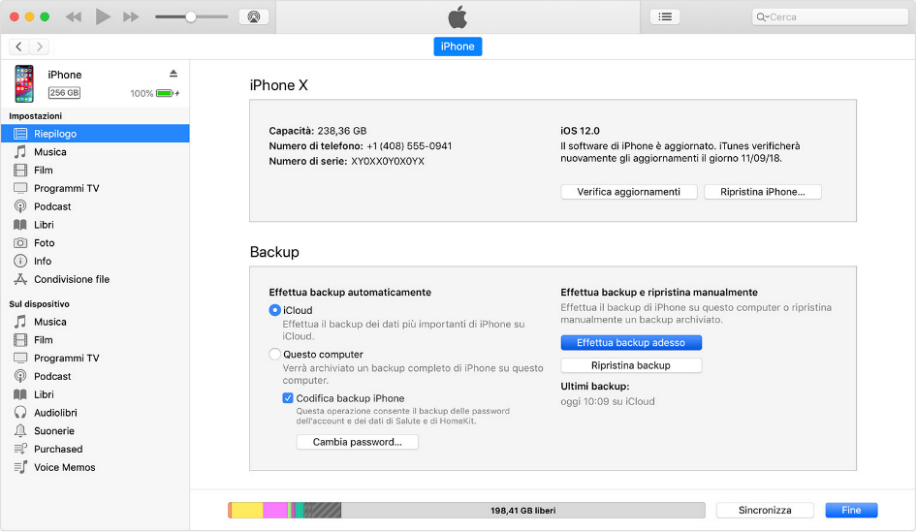 Cerca
iPhone
iPhone
256 GB
100%
Impostazioni
Riepilogo
Musica
Film
Programmi TV
Podcast
Libri
Foto
Info
Condivisione file
Sul dispositivo
Musica
Film
Programmi TV
Podcast
Libri
Audiolibri
Suonerie
Purchased
Voice Memos
iPhone X
Capacità: 238,36 GB
Numero di telefono: +1 (408) 555-0941
Numero di serie: XY0XX0Y0X0YX
iOS 12.0
Il software di iPhone è aggiornato. iTunes verificherà
nuovamente gli aggiornamenti il giorno 11/09/18.
Verifica aggiornamenti
Ripristina iPhone...
Backup
Effettua backup automaticamente
iCloud
Effettua il backup dei dati più importanti di iPhone su
iCloud.
Questo computer
Verrà archiviato un backup completo di iPhone su questo
computer.
Codifica backup iPhone
Questa operazione consente il backup delle password
dell'account e dei dati di Salute e di HomeKit.
Cambia password...
Effettua backup e ripristina manualmente
Effettua il backup di iPhone su questo computer o ripristina
manualmente un backup archiviato.
Effettua backup adesso
Ripristina backup
Ultimi backup:
oggi 10:09 su iCloud
198,41 GB liberi
Sincronizza
Fine